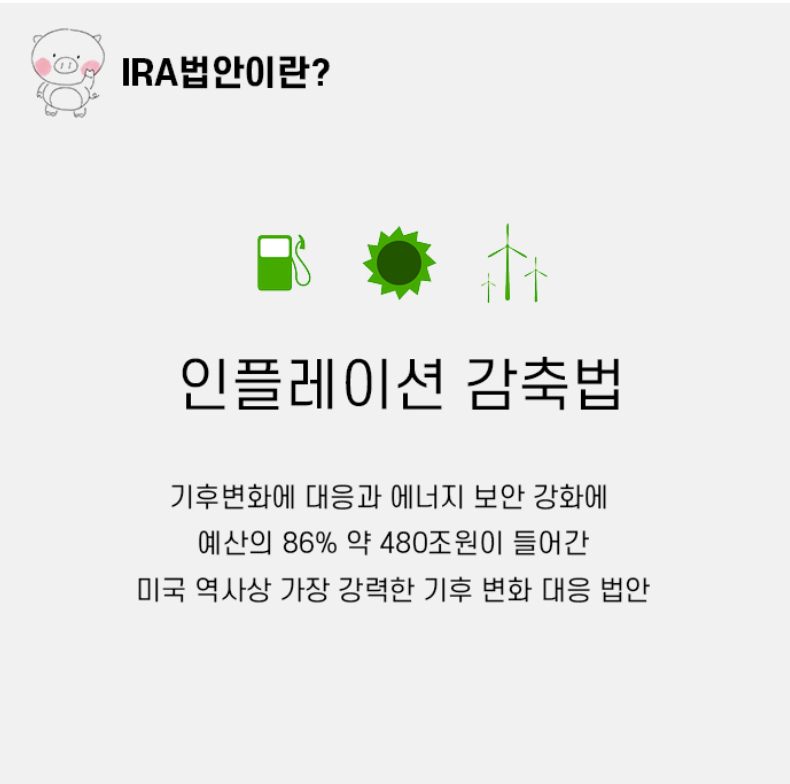 IRA법안이란?
인플레이션 감축법
기후변화에 대응과 에너지 보안 강화에
예산의 86% 약 480조원이 들어간
미국 역사상 가장 강력한 기후 변화 대응 법안